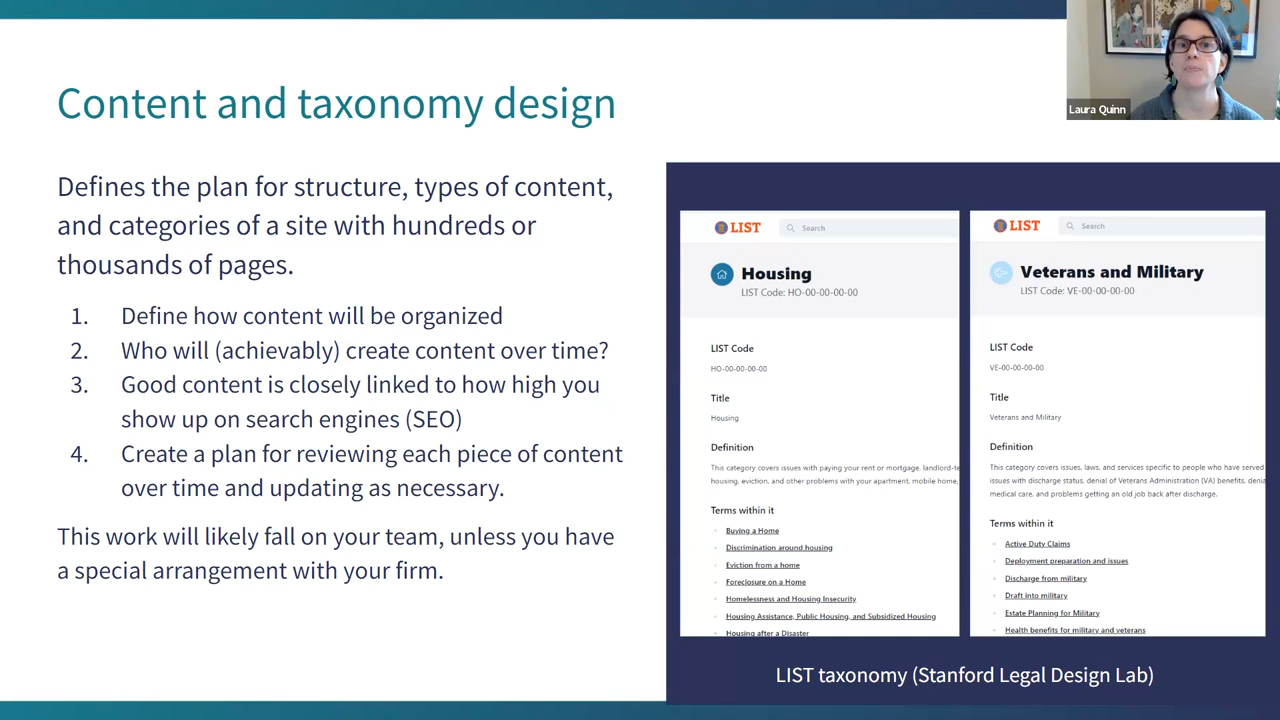 Content and taxonomy design
Laura Quinn
Defines the plan for structure, types of content,
and categories of a site with hundreds or
thousands of pages.
1. Define how content will be organized
2. Who will (achievably) create content over time?
3. Good content is closely linked to how high you
show up on search engines (SEO)
4. Create a plan for reviewing each piece of content
over time and updating as necessary.
This work will likely fall on your team, unless you have
a special arrangement with your firm.
LIST
Search
Housing
LIST Code: HO-00-00-00-00
LIST Code
HO-00-00-00-00
Title
Housing
Definition
This category covers issues with paying your rent or mortgage, landlord-te
housing, eviction, and other problems with your apartment, mobile home,
Terms within it
Buying a Home
Discrimination around housing
Eviction from a home
Foreclosure on a Home
Homelessness and Housing Insecurity
Housing Assistance, Public Housing, and Subsidized Housing
Housing after a Disaster
LIST
Search
Veterans and Military
LIST Code: VE-00-00-00-00
LIST Code
VE-00-00-00-00
Title
Veterans and Military
Definition
This category covers issues, laws, and services specific to people who have served
issues with discharge status, denial of Veterans Administration (VA) benefits, denia
medical care, and problems getting an old job back after discharge.
Terms within it
Active Duty Claims
Deployment preparation and issues
Discharge from military
Draft into military
Estate Planning for Military
Health benefits for military and veterans
LIST taxonomy (Stanford Legal Design Lab)